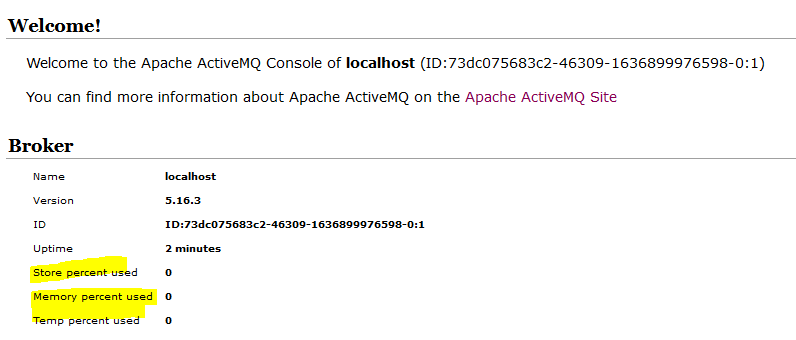 Welcome!
Welcome to the Apache ActiveMQ Console of localhost (ID:73dc075683c2-46309-1636899976598-0:1)
You can find more information about Apache ActiveMQ on the Apache ActiveMQ Site
Broker
Name localhost
Version 5.16.3
ID ID:73dc075683c2-46309-1636899976598-0:1
Uptime 2 minutes
Store percent used 0
Memory percent used 0
Temp percent used 0